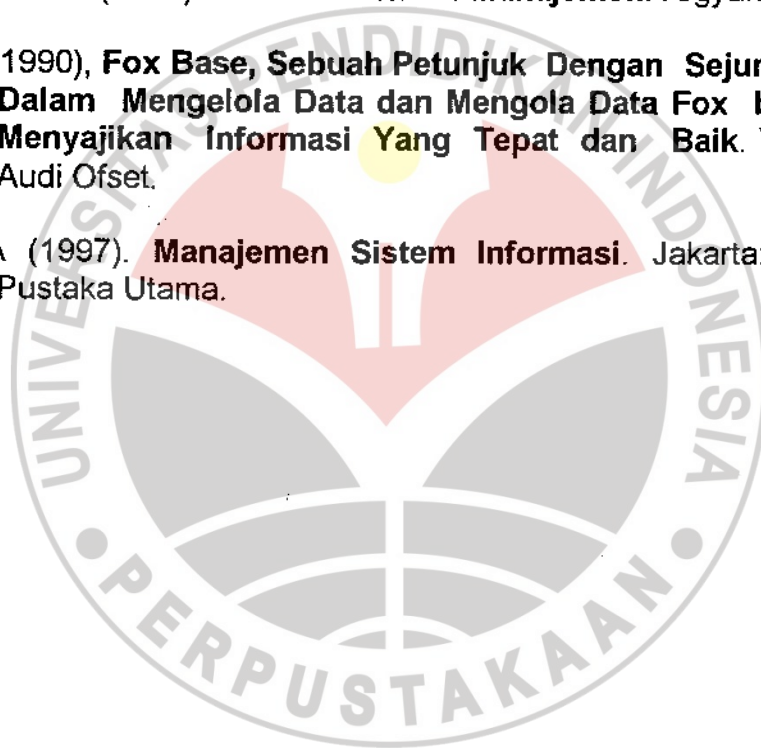 (1990), Fox Base, Sebuah Petunjuk Dengan
Dalam Mengelola Data dan Mengola Data Fox
Menyajikan Informasi Yang Tepat dan Baik.
Audi Ofset.
(1997). Manajemen Sistem Informasi. Jakarta:
Pustaka Utama.
UNIVERSITAS PENDIDIKAN INDONESIA
PERPUSTAKAAN